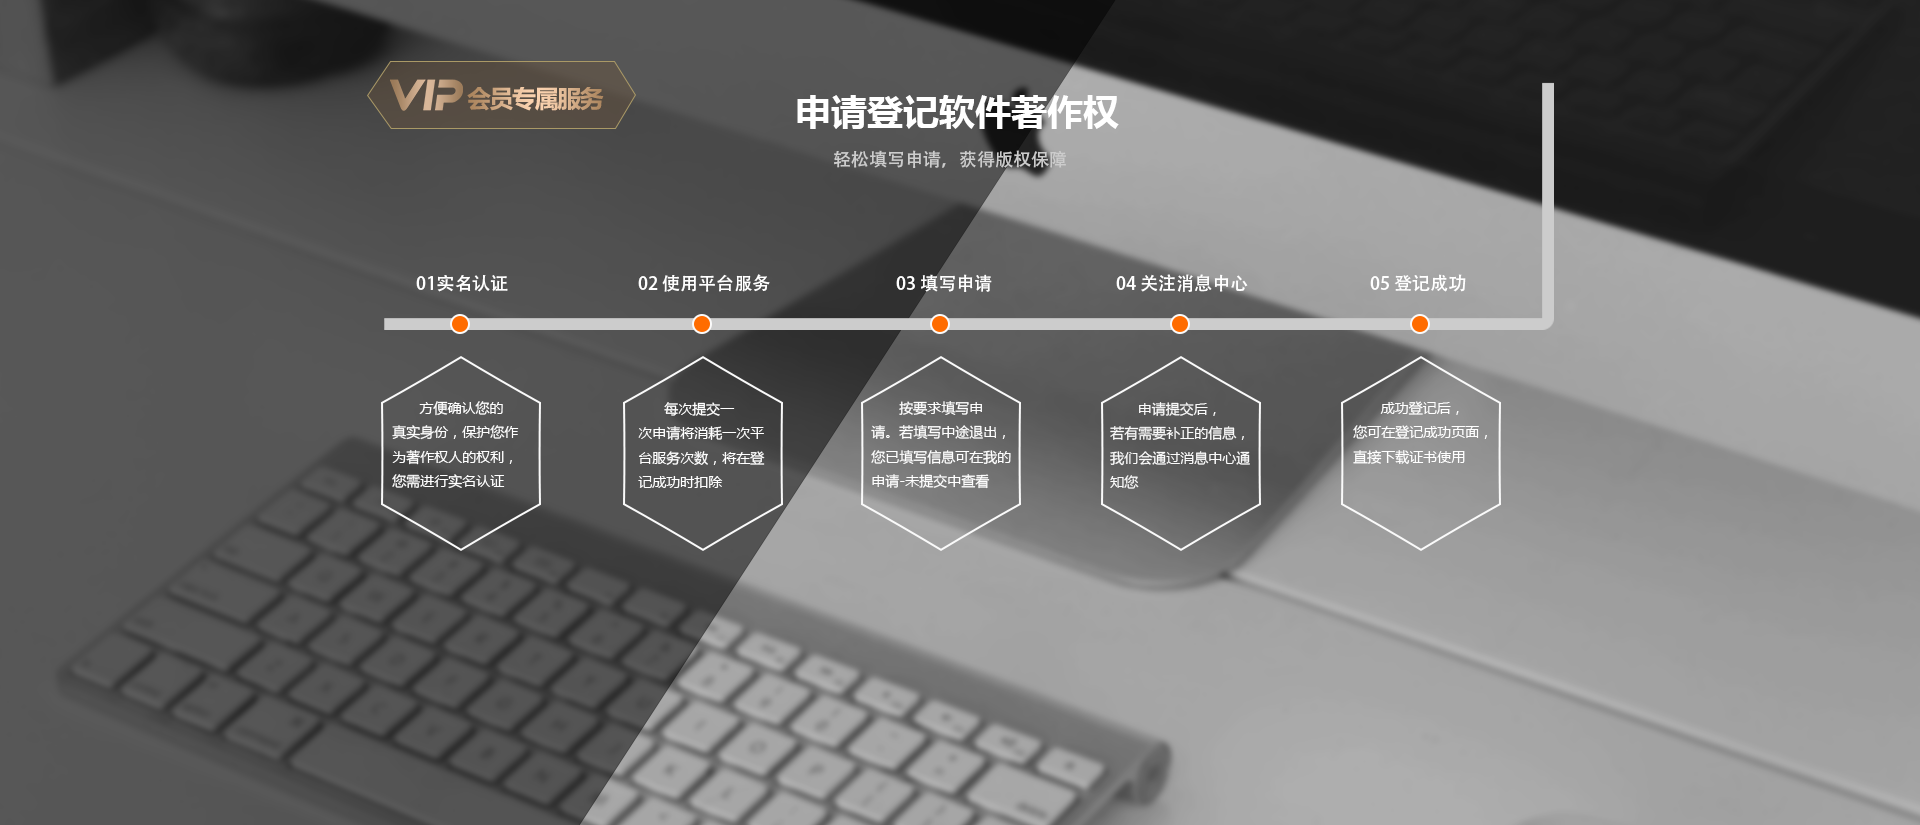 VIP 会员专属服务
申请登记软件著作权
轻松填写申请，获得版权保障
01实名认证
02 使用平台服务
03 填写申请
04 关注消息中心
05 登记成功
方便确认您的
真实身份，保护您作
为著作权人的权利，
您需进行实名认证
每次提交一
次申请将消耗一次平
台服务次数，将在登
记成功时扣除
按要求填写申
请。若填写中途退出，
您已填写信息可在我的
申请-未提交中查看
申请提交后，
若有需要补正的信息，
我们会通过消息中心通
知您
成功登记后，
您可在登记成功页面，
直接下载证书使用